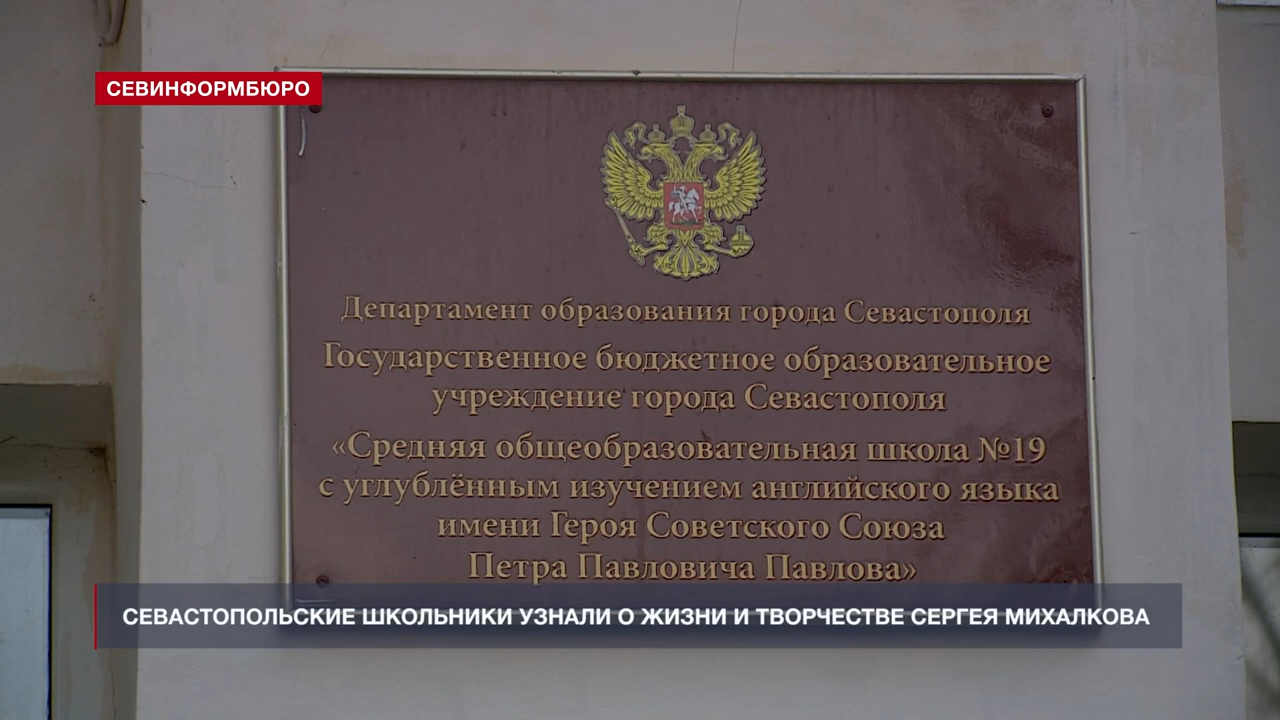 СЕВИНФОРМБЮРО
Департамент образования города Севастополя
Государственное бюджетное образовательное
учреждение города Севастополя
«Средняя общеобразовательная школа №19
с углублённым изучением английского языка
имени Героя Советского Союза
Петра Павловича Павлова»
СЕВАСТОПОЛЬСКИЕ ШКОЛЬНИКИ УЗНАЛИ О ЖИЗНИ И ТВОРЧЕСТВЕ СЕРГЕЯ МИХАЛКОВА